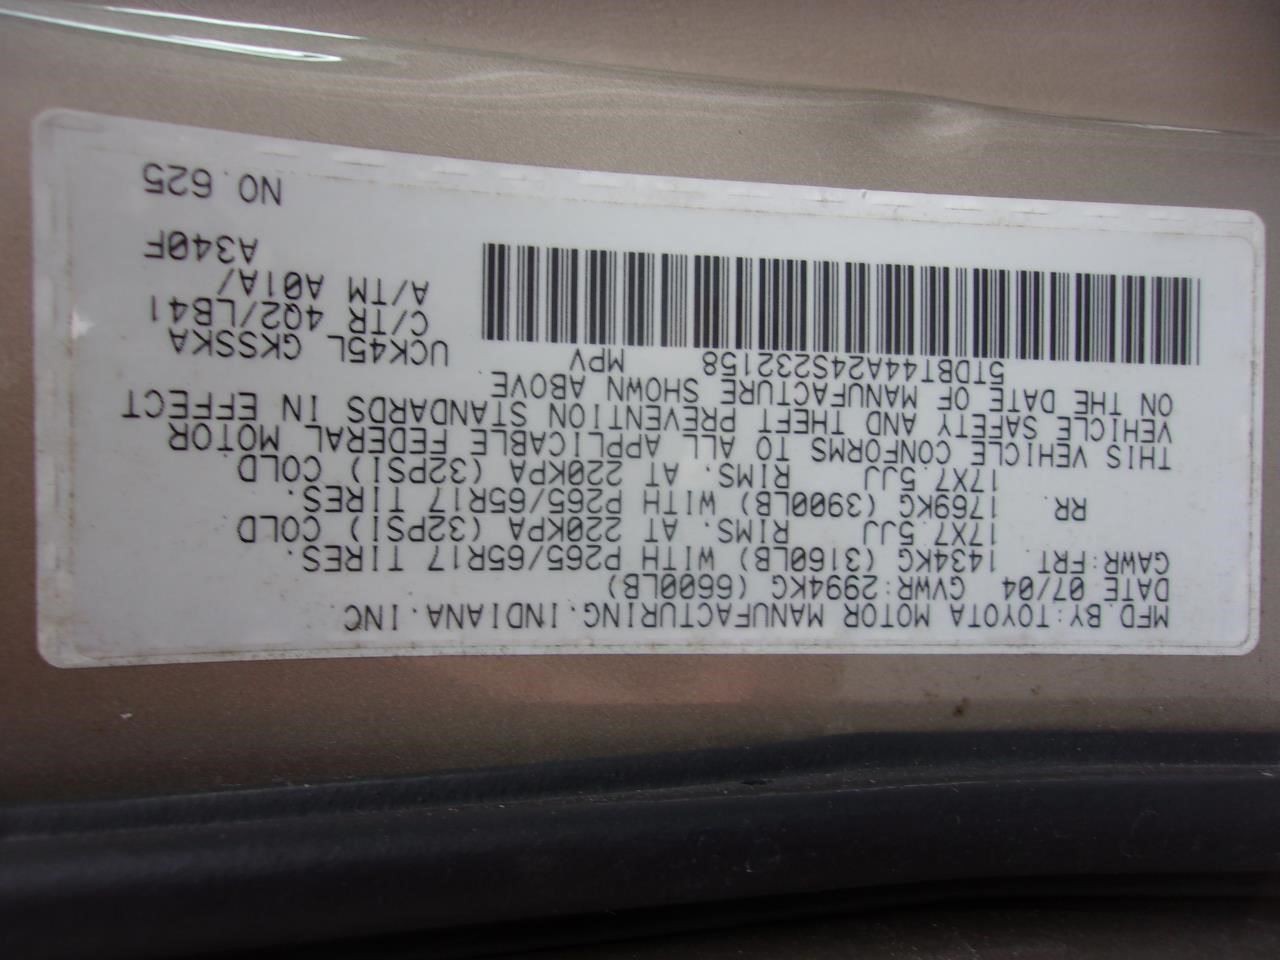 MFD. BY:TOYOTA MOTOR MANUFACTURING.INDIANA.INC
DATE 07/04 GVWR:2994KG (6600LB)
GAWR:FRT. 1434KG (3160LB) WITH P265/65R17 TIRES.
17X7.5JJ RIMS. AT 220KPA (32PSI) COLD
RR. 1769KG (3900LB) WITH P265/65R17 TIRES.
17X7.5JJ RIMS. AT 220KPA (32PSI) COLD.
THIS VEHICLE CONFORMS TO ALL APPLICABLE FEDERAL MOTOR
VEHICLE SAFETY AND THEFT PREVENTION STANDARDS IN EFFECT
ON THE DATE OF MANUFACTURE SHOWN ABOVE
5TDBT44A24S232158 MPV
UCK45L GKSSKA
C/TR 4Q2/LB41
A/TM A01A/
A340F
NO.625